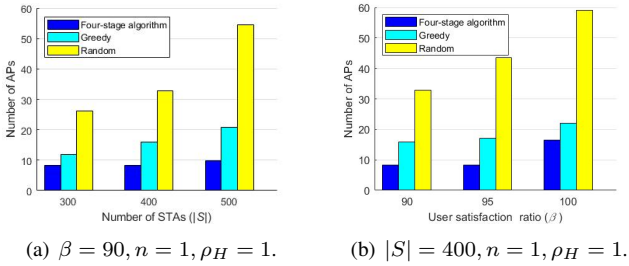 Number of APs
60
50
40
30
20
10
0
Four-stage algorithm
Greedy
Random
300 400 500
Number of STAs (|S|)
(a) β = 90, n = 1, ρ_H = 1.
Number of APs
60
50
40
30
20
10
0
Four-stage algorithm
Greedy
Random
90 95 100
User satisfaction ratio (β)
(b) |S| = 400, n = 1, ρ_H = 1.